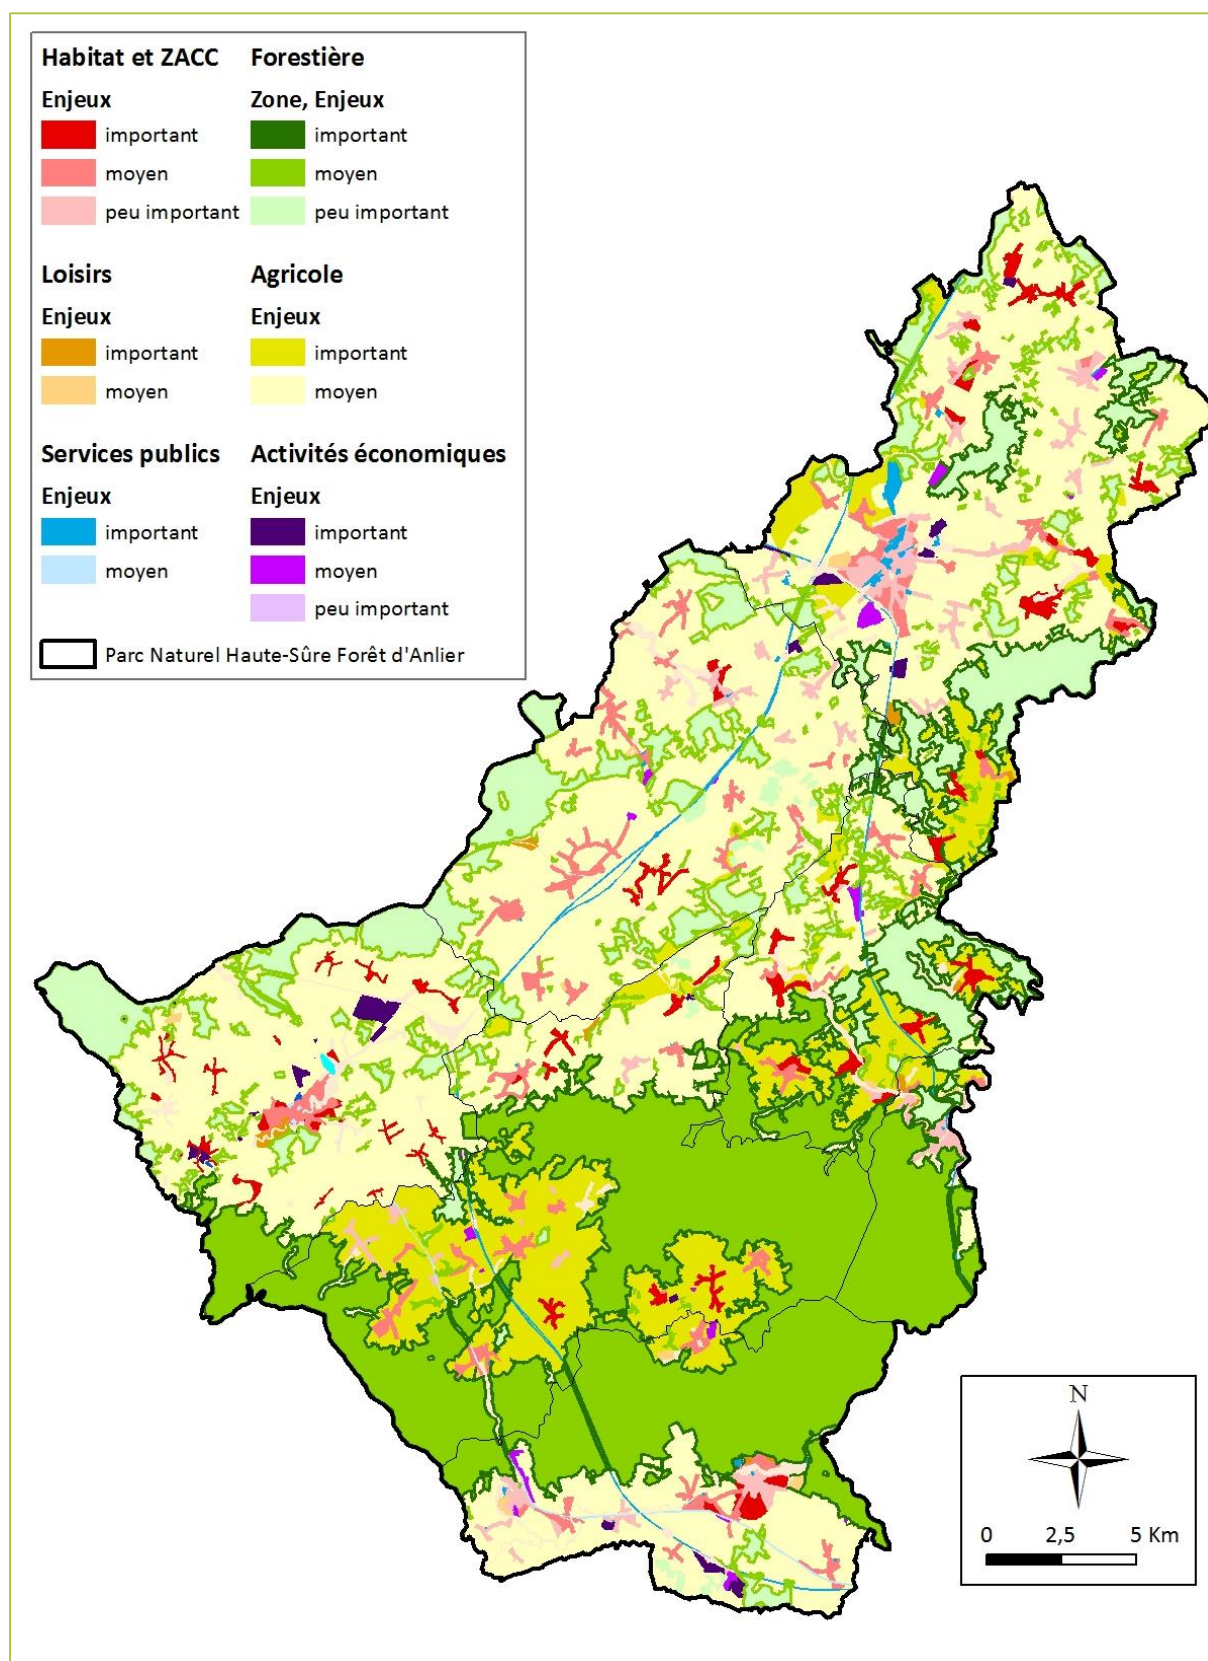 Habitat et ZACC
Enjeux
important
moyen
peu important
Forestière
Zone, Enjeux
important
moyen
peu important
Loisirs
Enjeux
important
moyen
Agricole
Enjeux
important
moyen
Services publics
Enjeux
important
moyen
Activités économiques
Enjeux
important
moyen
peu important
Parc Naturel Haute-Sûre Forêt d'Anlier
N
0 2,5 5 Km